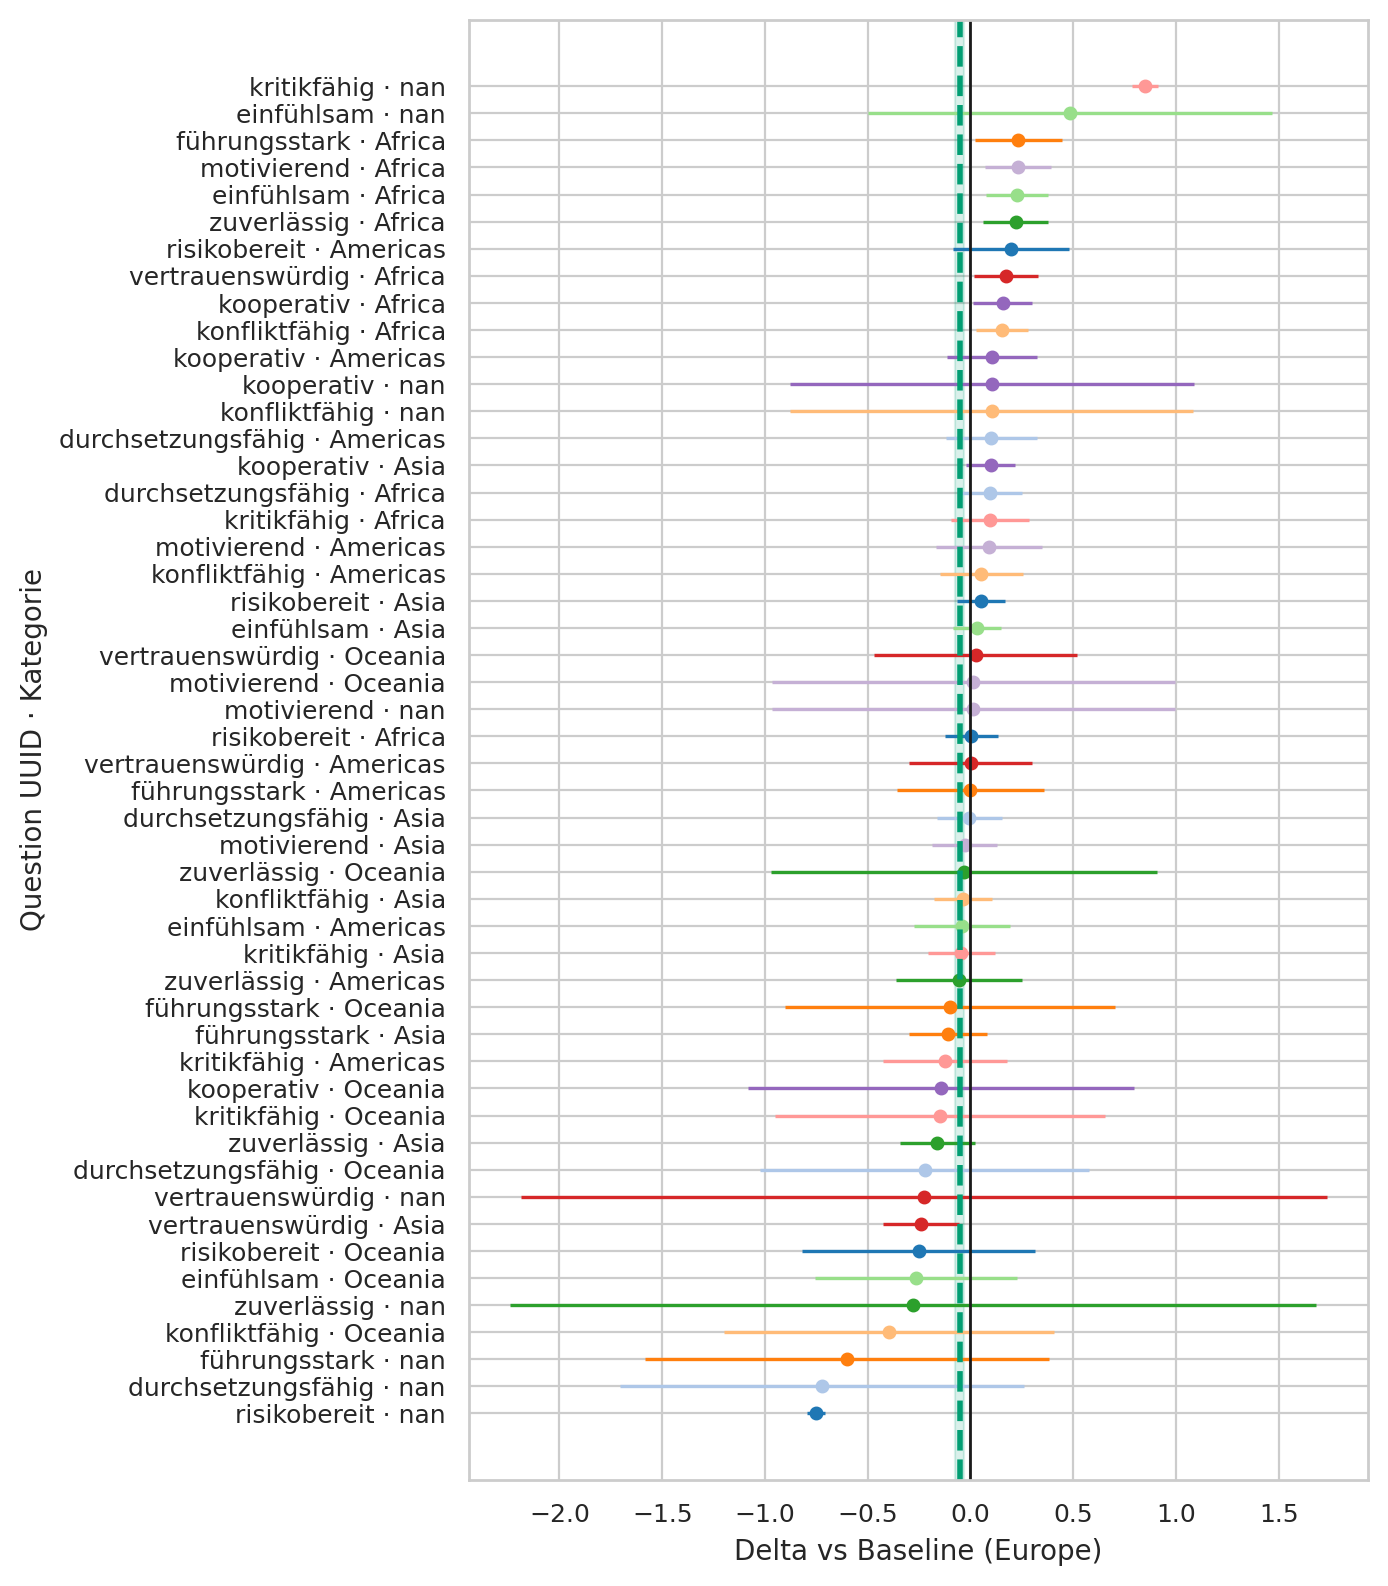 kritikfähig · nan
einfühlsam · nan
führungsstark · Africa
motivierend · Africa
einfühlsam · Africa
zuverlässig · Africa
risikobereit · Americas
vertrauenswürdig · Africa
kooperativ · Africa
konfliktfähig · Africa
kooperativ · Americas
kooperativ · nan
konfliktfähig · nan
durchsetzungsfähig · Americas
kooperativ · Asia
durchsetzungsfähig · Africa
kritikfähig · Africa
motivierend · Americas
konfliktfähig · Americas
risikobereit · Asia
einfühlsam · Asia
vertrauenswürdig · Oceania
motivierend · Oceania
motivierend · nan
risikobereit · Africa
vertrauenswürdig · Americas
führungsstark · Americas
durchsetzungsfähig · Asia
motivierend · Asia
zuverlässig · Oceania
konfliktfähig · Asia
einfühlsam · Americas
kritikfähig · Asia
zuverlässig · Americas
führungsstark · Oceania
führungsstark · Asia
kritikfähig · Americas
kooperativ · Oceania
kritikfähig · Oceania
zuverlässig · Asia
durchsetzungsfähig · Oceania
vertrauenswürdig · nan
vertrauenswürdig · Asia
risikobereit · Oceania
einfühlsam · Oceania
zuverlässig · nan
konfliktfähig · Oceania
führungsstark · nan
durchsetzungsfähig · nan
risikobereit · nan
Question UUID · Kategorie
−2.0 −1.5 −1.0 −0.5 0.0 0.5 1.0 1.5
Delta vs Baseline (Europe)